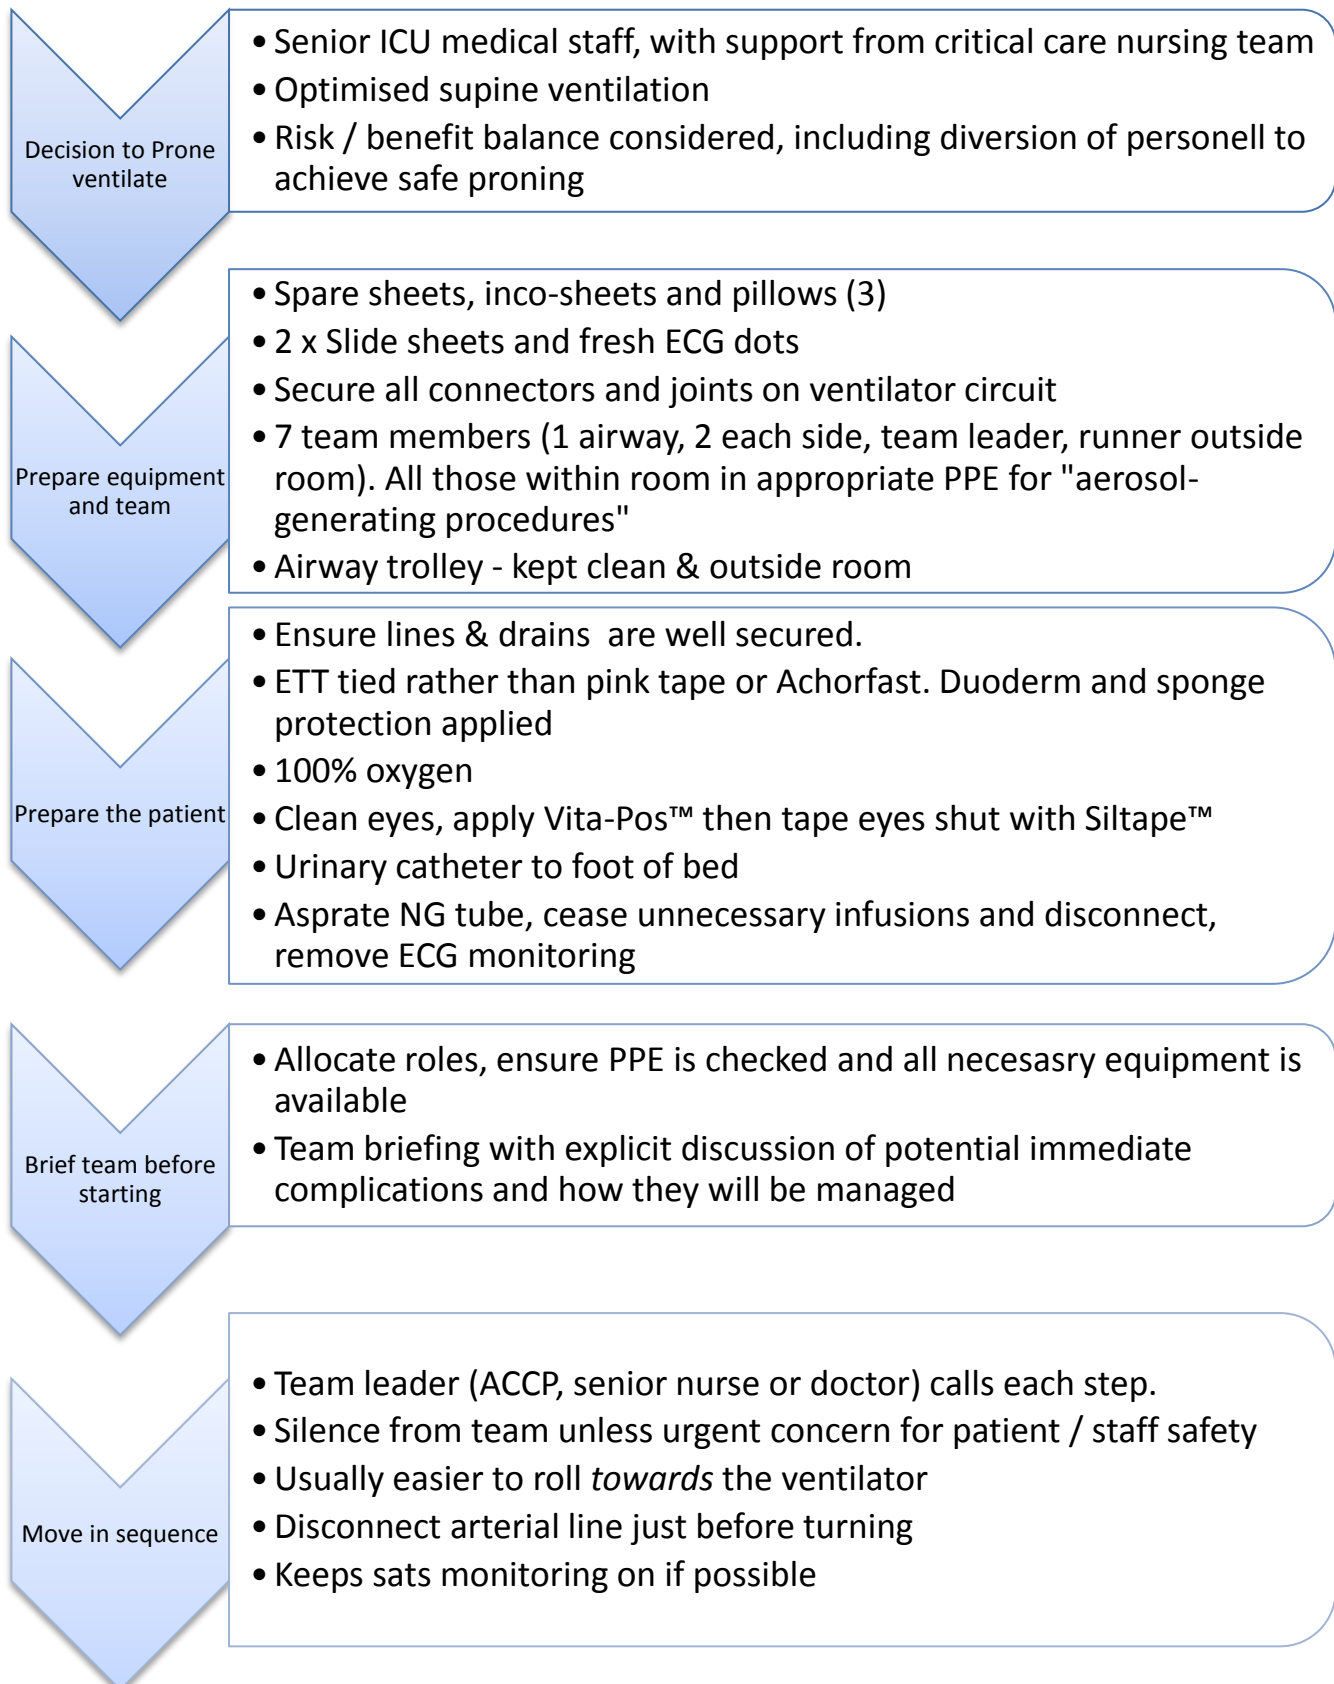 Decision to Prone
ventilate
• Senior ICU medical staff, with support from critical care nursing team
• Optimised supine ventilation
• Risk / benefit balance considered, including diversion of personell to
achieve safe proning
Prepare equipment
and team
• Spare sheets, inco-sheets and pillows (3)
• 2 x Slide sheets and fresh ECG dots
• Secure all connectors and joints on ventilator circuit
• 7 team members (1 airway, 2 each side, team leader, runner outside
room). All those within room in appropriate PPE for "aerosol-
generating procedures"
• Airway trolley - kept clean & outside room
Prepare the patient
• Ensure lines & drains  are well secured.
• ETT tied rather than pink tape or Achorfast. Duoderm and sponge
protection applied
• 100% oxygen
• Clean eyes, apply Vita-Pos™ then tape eyes shut with Siltape™
• Urinary catheter to foot of bed
• Asprate NG tube, cease unnecessary infusions and disconnect,
remove ECG monitoring
Brief team before
starting
• Allocate roles, ensure PPE is checked and all necesasry equipment is
available
• Team briefing with explicit discussion of potential immediate
complications and how they will be managed
Move in sequence
• Team leader (ACCP, senior nurse or doctor) calls each step.
• Silence from team unless urgent concern for patient / staff safety
• Usually easier to roll towards the ventilator
• Disconnect arterial line just before turning
• Keeps sats monitoring on if possible